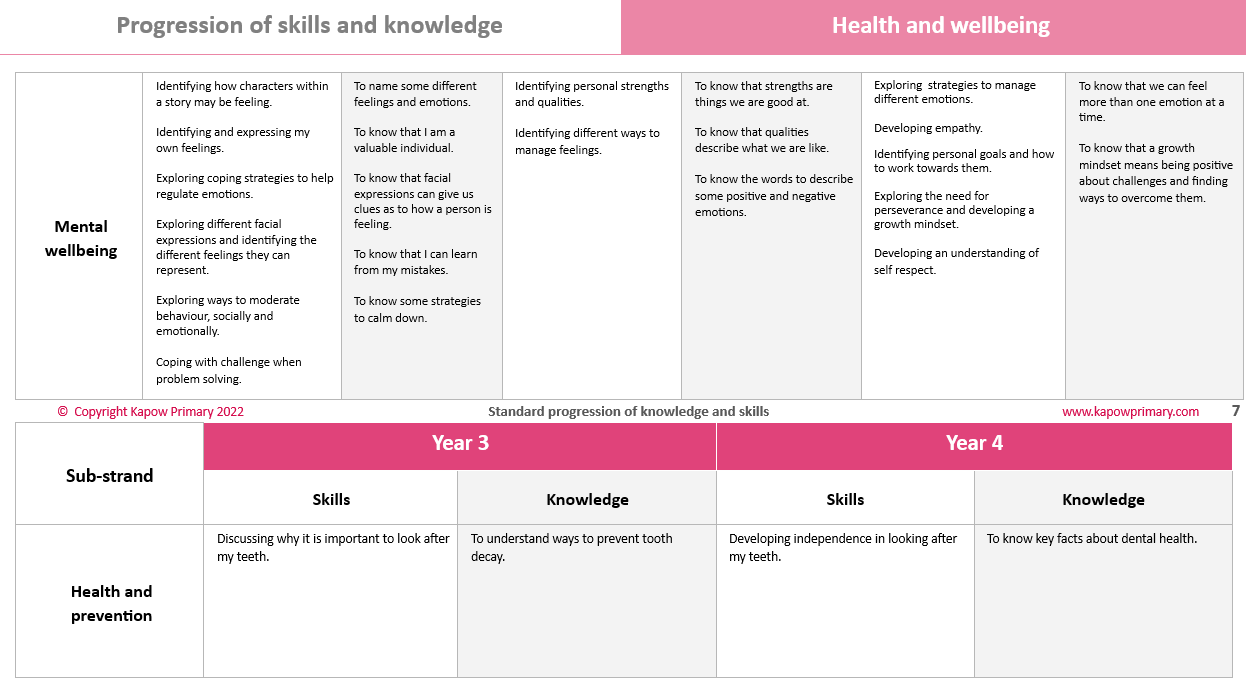 Progression of skills and knowledge
Health and wellbeing
Mental
wellbeing
Identifying how characters within
a story may be feeling.
Identifying and expressing my
own feelings.
Exploring coping strategies to help
regulate emotions.
Exploring different facial
expressions and identifying the
different feelings they can
represent.
Exploring ways to moderate
behaviour, socially and
emotionally.
Coping with challenge when
problem solving.
To name some different
feelings and emotions.
To know that I am a
valuable individual.
To know that facial
expressions can give us
clues as to how a person is
feeling.
To know that I can learn
from my mistakes.
To know some strategies
to calm down.
Identifying personal strengths
and qualities.
Identifying different ways to
manage feelings.
To know that strengths are
things we are good at.
To know that qualities
describe what we are like.
To know the words to describe
some positive and negative
emotions.
Exploring  strategies to manage
different emotions.
Developing empathy.
Identifying personal goals and how
to work towards them.
Exploring the need for
perseverance and developing a
growth mindset.
Developing an understanding of
self respect.
To know that we can feel
more than one emotion at a
time.
To know that a growth
mindset means being positive
about challenges and finding
ways to overcome them.
© Copyright Kapow Primary 2022
Standard progression of knowledge and skills
www.kapowprimary.com
7
Sub-strand
Year 3
Year 4
Skills
Knowledge
Skills
Knowledge
Health and
prevention
Discussing why it is important to look after
my teeth.
To understand ways to prevent tooth
decay.
Developing independence in looking after
my teeth.
To know key facts about dental health.